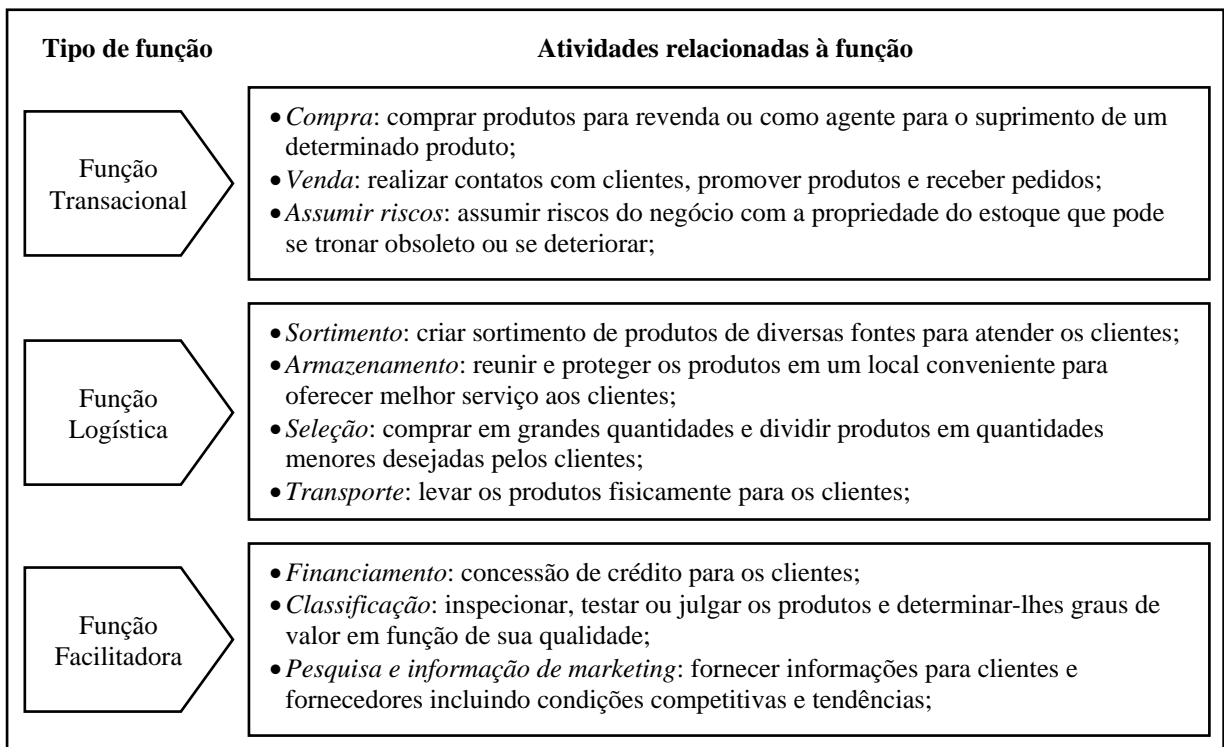 Tipo de função
Atividades relacionadas à função
Função
Transacional
• Compra: comprar produtos para revenda ou como agente para o suprimento de um
determinado produto;
• Venda: realizar contatos com clientes, promover produtos e receber pedidos;
• Assumir riscos: assumir riscos do negócio com a propriedade do estoque que pode
se tronar obsoleto ou se deteriorar;
Função
Logística
• Sortimento: criar sortimento de produtos de diversas fontes para atender os clientes;
• Armazenamento: reunir e proteger os produtos em um local conveniente para
oferecer melhor serviço aos clientes;
• Seleção: comprar em grandes quantidades e dividir produtos em quantidades
menores desejadas pelos clientes;
• Transporte: levar os produtos fisicamente para os clientes;
Função
Facilitadora
• Financiamento: concessão de crédito para os clientes;
• Classificação: inspecionar, testar ou julgar os produtos e determinar-lhes graus de
valor em função de sua qualidade;
• Pesquisa e informação de marketing: fornecer informações para clientes e
fornecedores incluindo condições competitivas e tendências;